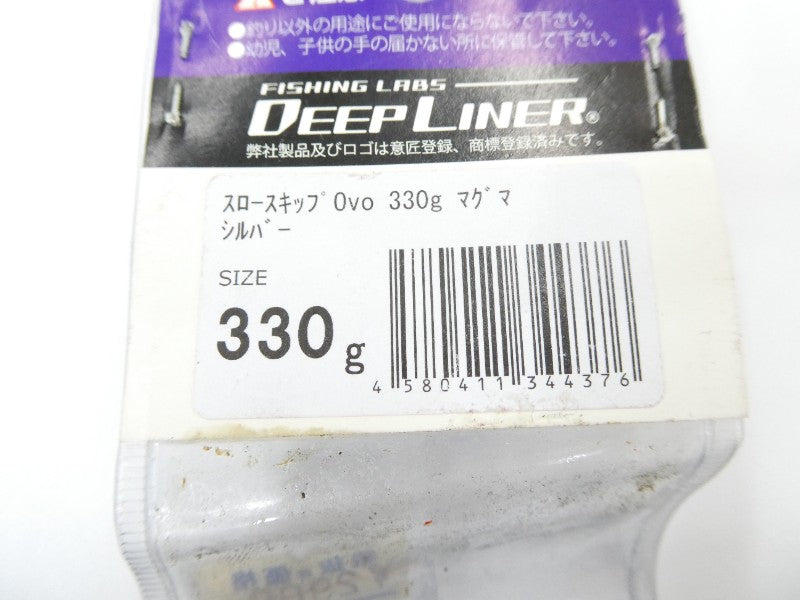 ●釣り以外の用途にご使用にならないで下さい。
●幼児、子供の手の届かない所に保管して下さい。
FISHING LABS
DEEP LINER®
弊社製品及びロゴは意匠登録、商標登録済みです。
ｽﾛｰｽｷｯﾌﾟOvo 330g ﾏｸﾞﾏ
ｼﾙﾊﾞｰ
SIZE
330g
4 580411 344376